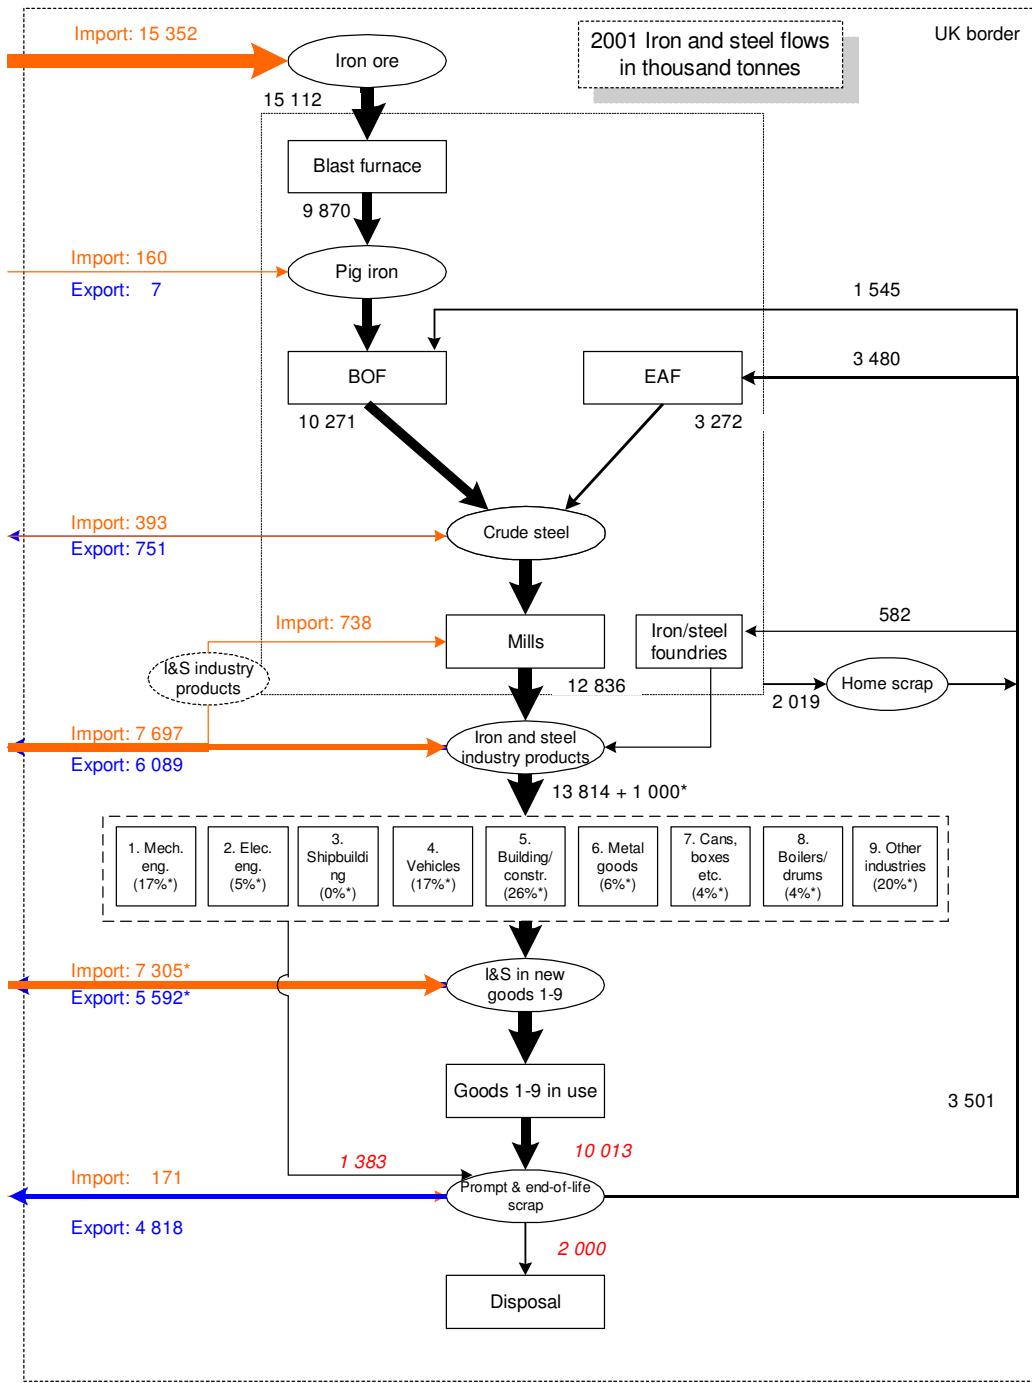 Import: 15 352
Iron ore
2001 Iron and steel flows
in thousand tonnes
UK border
15 112
Blast furnace
9 870
Import: 160
Export: 7
Pig iron
1 545
BOF
EAF
3 480
10 271
3 272
Import: 393
Export: 751
Crude steel
Import: 738
Mills
Iron/steel
foundries
582
I&S industry
products
12 836
Home scrap
2 019
Import: 7 697
Export: 6 089
Iron and steel
industry products
13 814 + 1 000*
1. Mech.
eng.
(17%*)
2. Elec.
eng.
(5%*)
3.
Shipbuildi
ng
(0%*)
4.
Vehicles
(17%*)
5.
Building/
constr.
(26%*)
6. Metal
goods
(6%*)
7. Cans,
boxes
etc.
(4%*)
8. Boilers/
drums
(4%*)
9. Other
industries
(20%*)
Import: 7 305*
Export: 5 592*
I&S in new
goods 1-9
Goods 1-9 in use
3 501
1 383
10 013
Import: 171
Export: 4 818
Prompt & end-of-life
scrap
2 000
Disposal